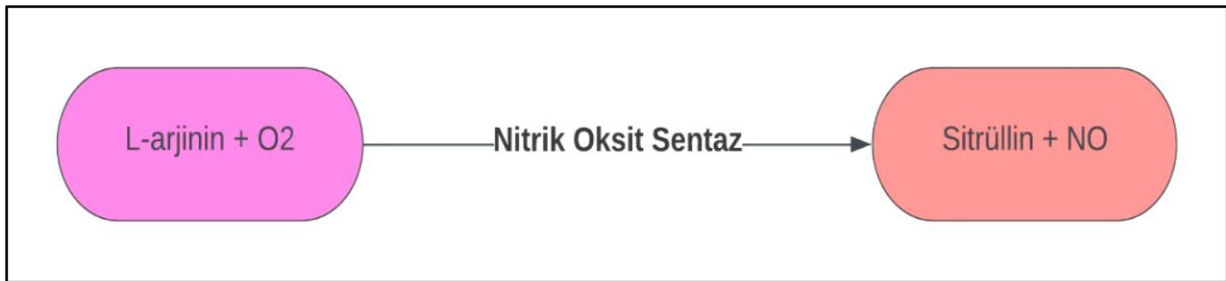 L-arjinin + O2
Nitrik Oksit Sentaz
Sitrüllin + NO